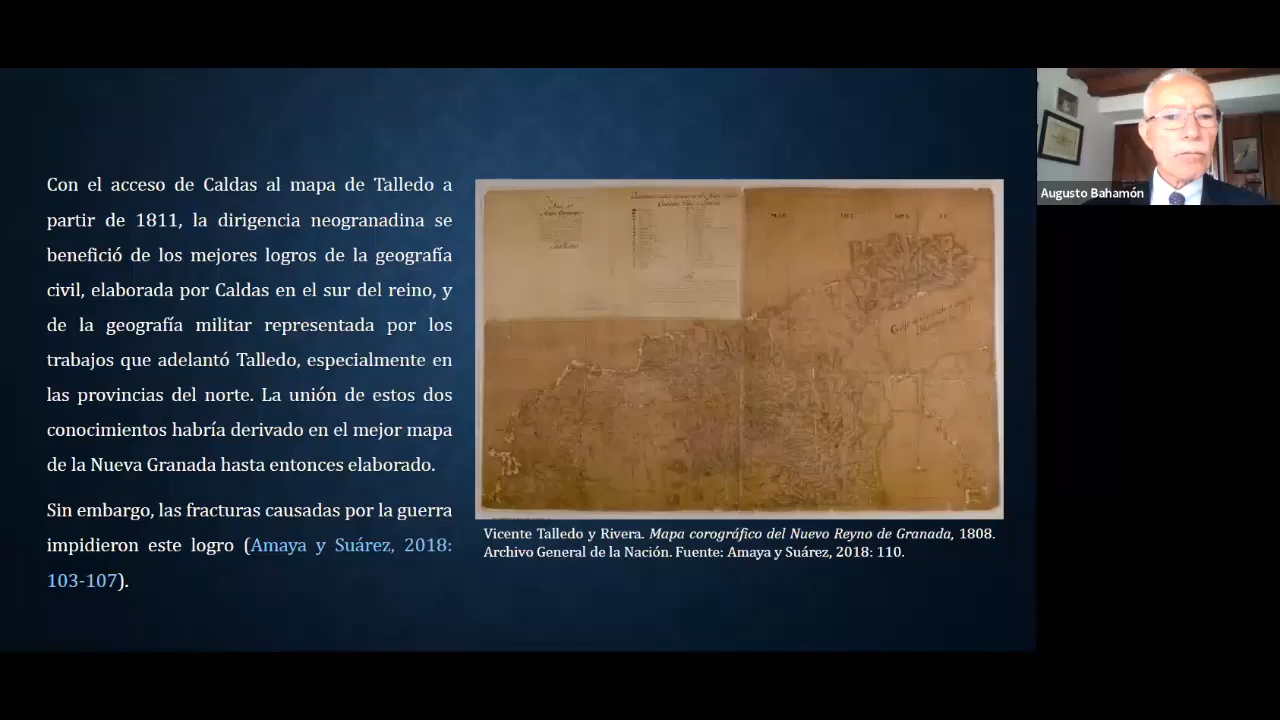 Con el acceso de Caldas al mapa de Talledo a
partir de 1811, la dirigencia neogranadina se
benefició de los mejores logros de la geografía
civil, elaborada por Caldas en el sur del reino, y
de la geografía militar representada por los
trabajos que adelantó Talledo, especialmente en
las provincias del norte. La unión de estos dos
conocimientos habría derivado en el mejor mapa
de la Nueva Granada hasta entonces elaborado.
Sin embargo, las fracturas causadas por la guerra
impidieron este logro (Amaya y Suárez, 2018:
103-107).
MAR DEL NOR
Vicente Talledo y Rivera. Mapa corográfico del Nuevo Reyno de Granada, 1808.
Archivo General de la Nación. Fuente: Amaya y Suárez, 2018: 110.
Augusto Bahamón